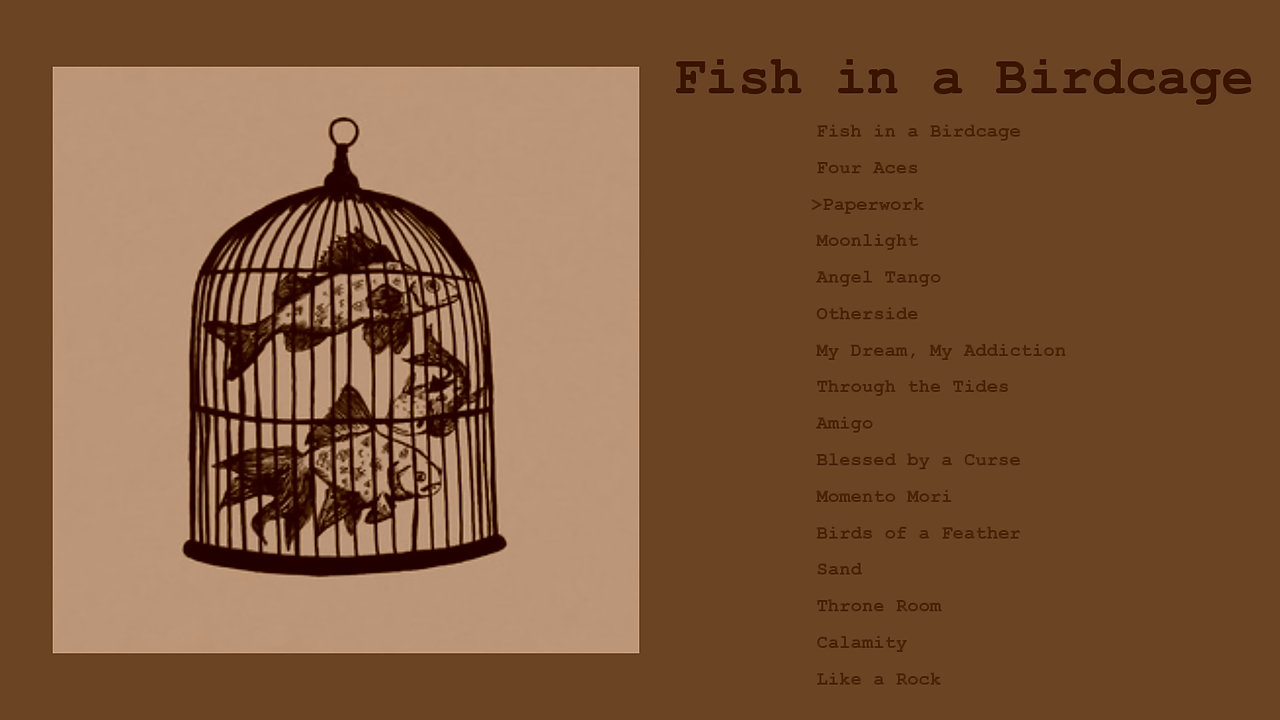 Fish in a Birdcage
Fish in a Birdcage
Four Aces
>Paperwork
Moonlight
Angel Tango
Otherside
My Dream, My Addiction
Through the Tides
Amigo
Blessed by a Curse
Momento Mori
Birds of a Feather
Sand
Throne Room
Calamity
Like a Rock